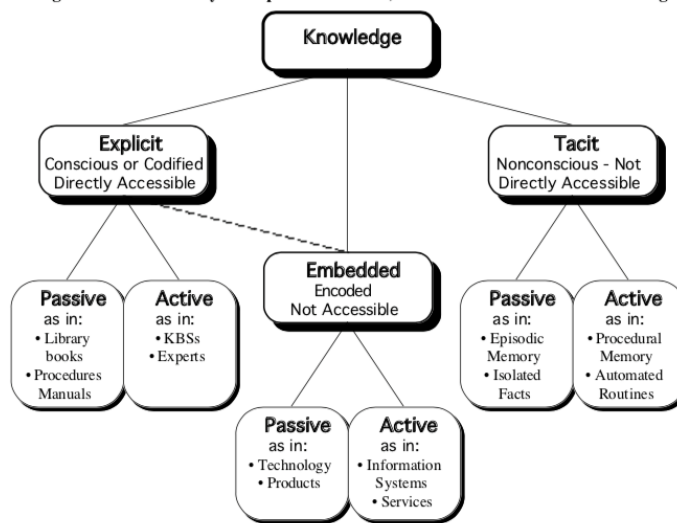 Knowledge
Explicit
Conscious or Codified
Directly Accessible
Tacit
Nonconscious - Not
Directly Accessible
Embedded
Encoded
Not Accessible
Passive
as in:
• Library
books
• Procedures
Manuals
Active
as in:
• KBSs
• Experts
Passive
as in:
• Episodic
Memory
• Isolated
Facts
Active
as in:
• Procedural
Memory
• Automated
Routines
Passive
as in:
• Technology
• Products
Active
as in:
• Information
Systems
• Services